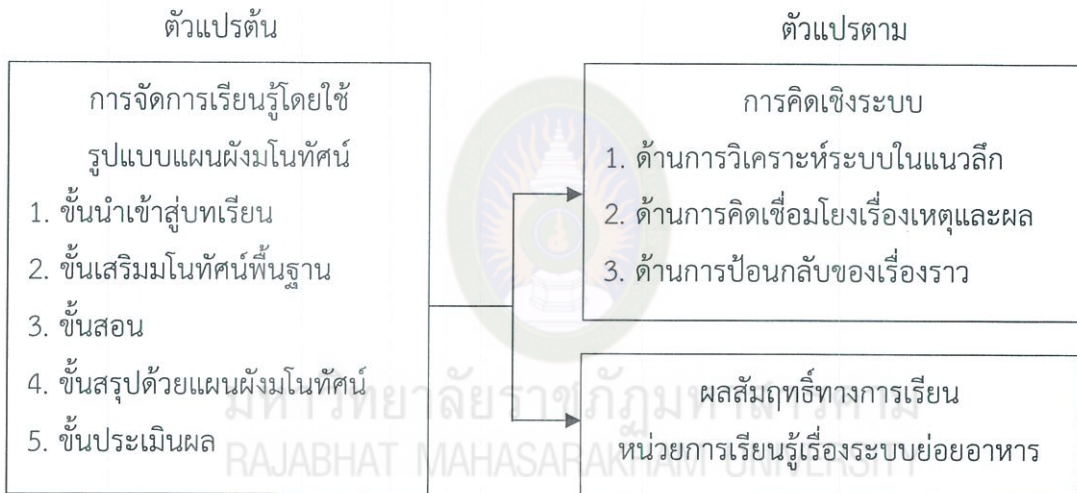 ตัวแปรต้น
การจัดการเรียนรู้โดยใช้
รูปแบบแผนผังมโนทัศน์
1. ขั้นนำเข้าสู่บทเรียน
2. ขั้นเสริมมโนทัศน์พื้นฐาน
3. ขั้นสอน
4. ขั้นสรุปด้วยแผนผังมโนทัศน์
5. ขั้นประเมินผล
ตัวแปรตาม
การคิดเชิงระบบ
1. ด้านการวิเคราะห์ระบบในแนวลึก
2. ด้านการคิดเชื่อมโยงเรื่องเหตุและผล
3. ด้านการป้อนกลับของเรื่องราว
ผลสัมฤทธิ์ทางการเรียน
หน่วยการเรียนรู้เรื่องระบบย่อยอาหาร
มหาวิทยาลัยราชภัฏมหาสารคาม
RAJABHAT MAHASARAKHAM UNIVERSITY